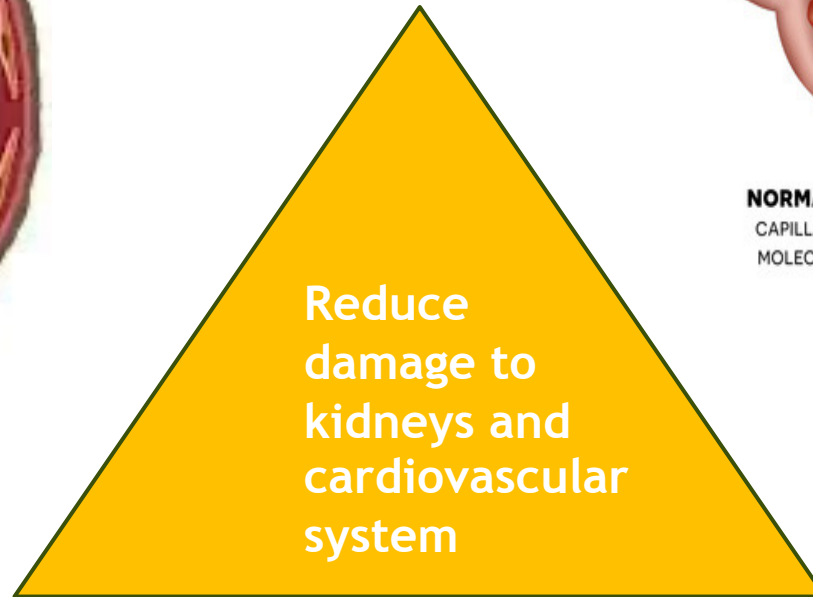 Reduce
damage to
kidneys and
cardiovascular
system